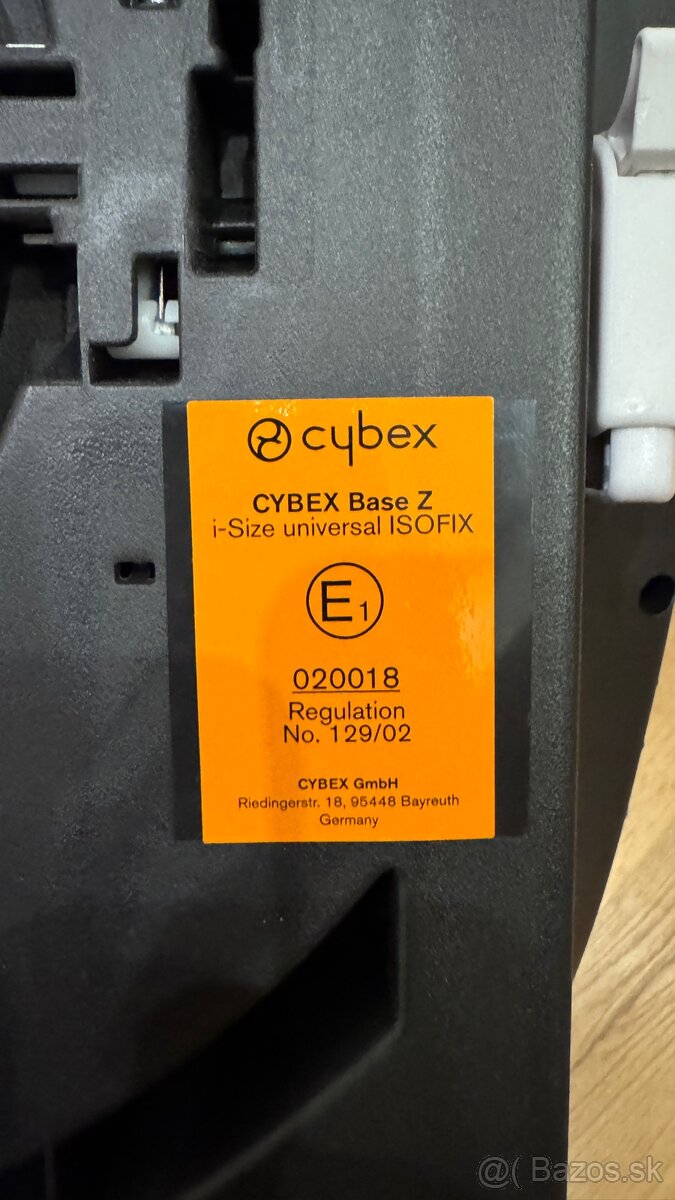 cybex
CYBEX Base Z
i-Size universal ISOFIX
E1
020018
Regulation
No. 129/02
CYBEX GmbH
Riedingerstr. 18, 95448 Bayreuth
Germany
@( Bazos.sk